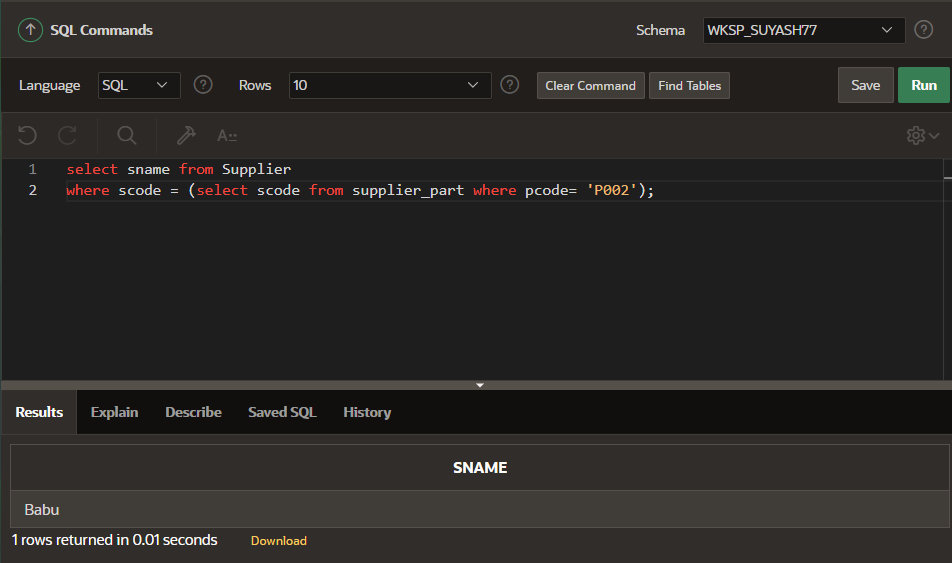 SQL Commands
Schema WKSP_SUYASH77 ?
Language SQL ? Rows 10 ? Clear Command Find Tables Save Run
A
1 select sname from Supplier
2 where scode = (select scode from supplier_part where pcode= 'P002');
Results Explain Describe Saved SQL History
SNAME
Babu
1 rows returned in 0.01 seconds Download